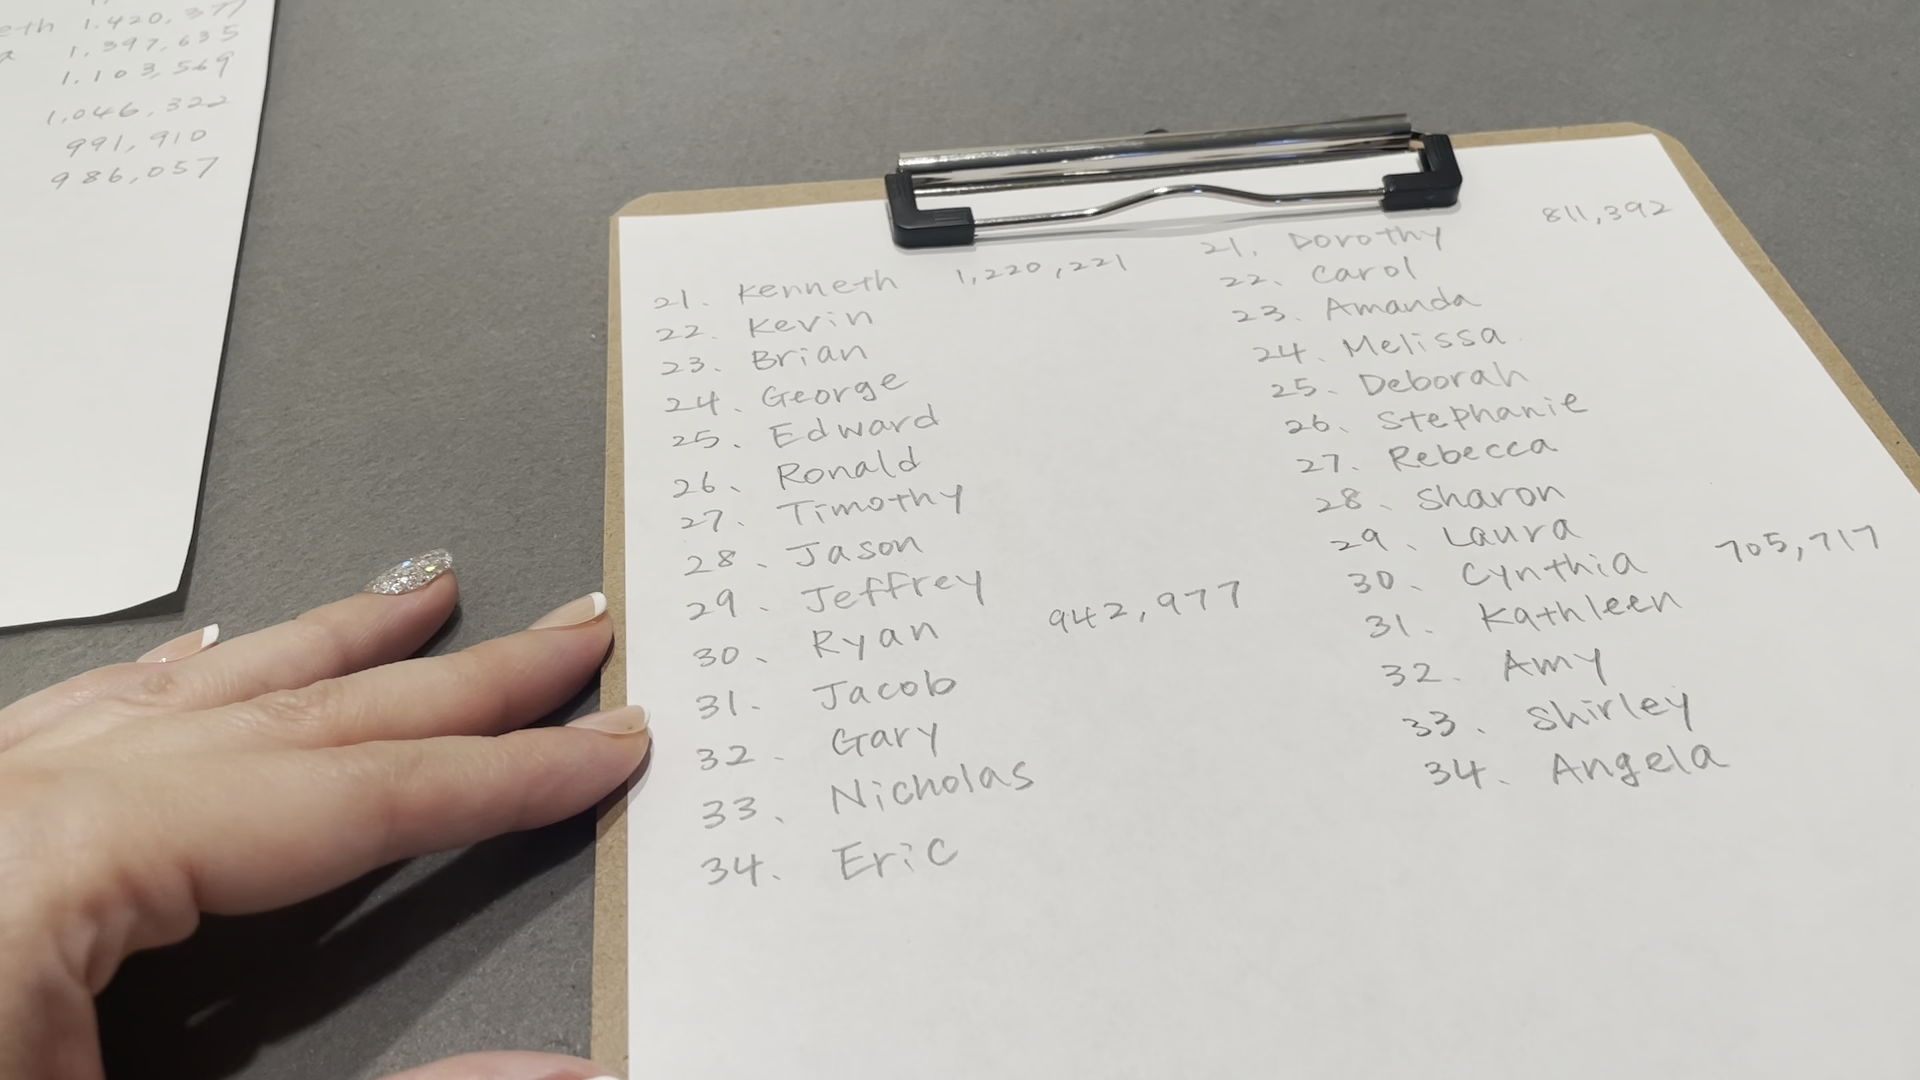 eth 1,420,377
a 1,397,635
1,103,569
1,046,322
991,910
986,057
21. Kenneth 1,220,221
22. Kevin
23. Brian
24. George
25. Edward
26. Ronald
27. Timothy
28. Jason
29. Jeffrey
30. Ryan 942,977
31. Jacob
32. Gary
33. Nicholas
34. Eric
21. Dorothy 811,392
22. Carol
23. Amanda
24. Melissa
25. Deborah
26. Stephanie
27. Rebecca
28. Sharon
29. Laura
30. Cynthia 705,717
31. Kathleen
32. Amy
33. Shirley
34. Angela